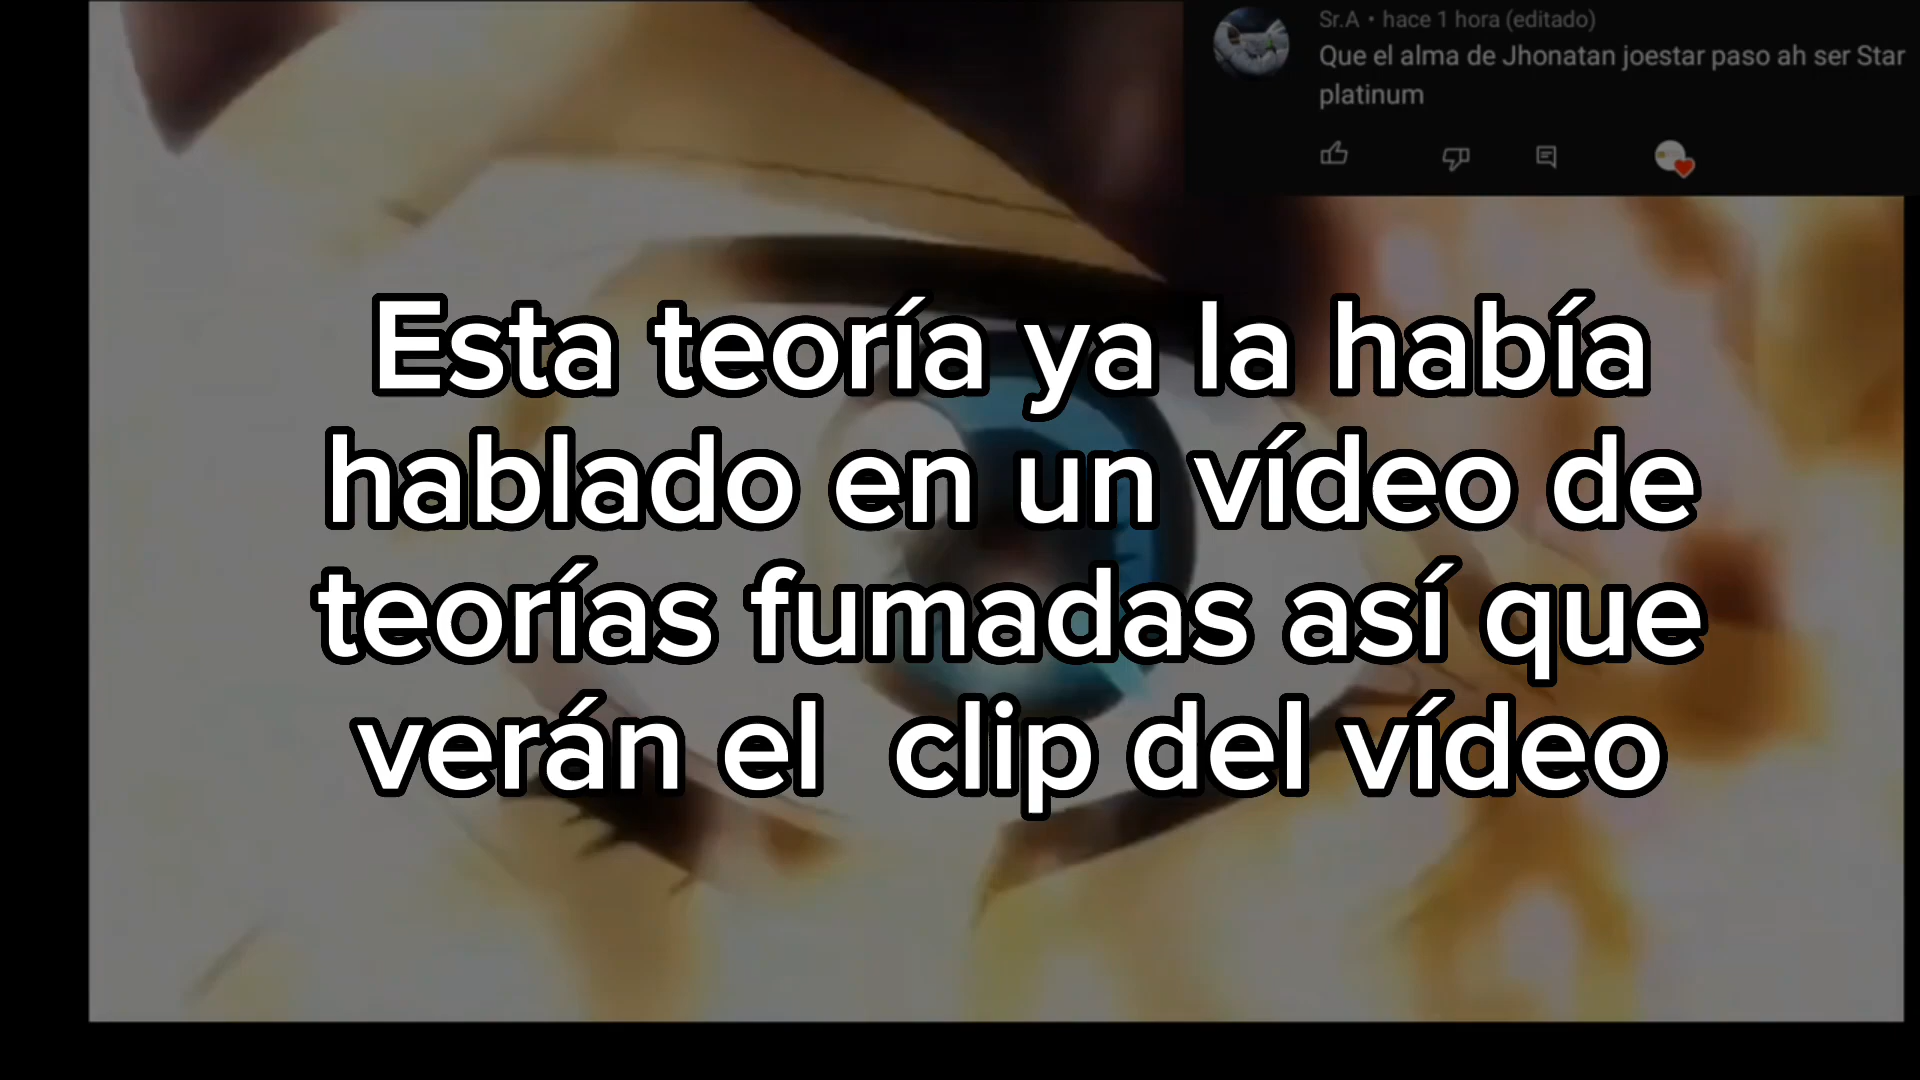 Sr.A • hace 1 hora (editado)
Que el alma de Jhonatan joestar paso ah ser Star
platinum
Esta teoría ya la había
hablado en un vídeo de
teorías fumadas así que
verán el  clip del vídeo